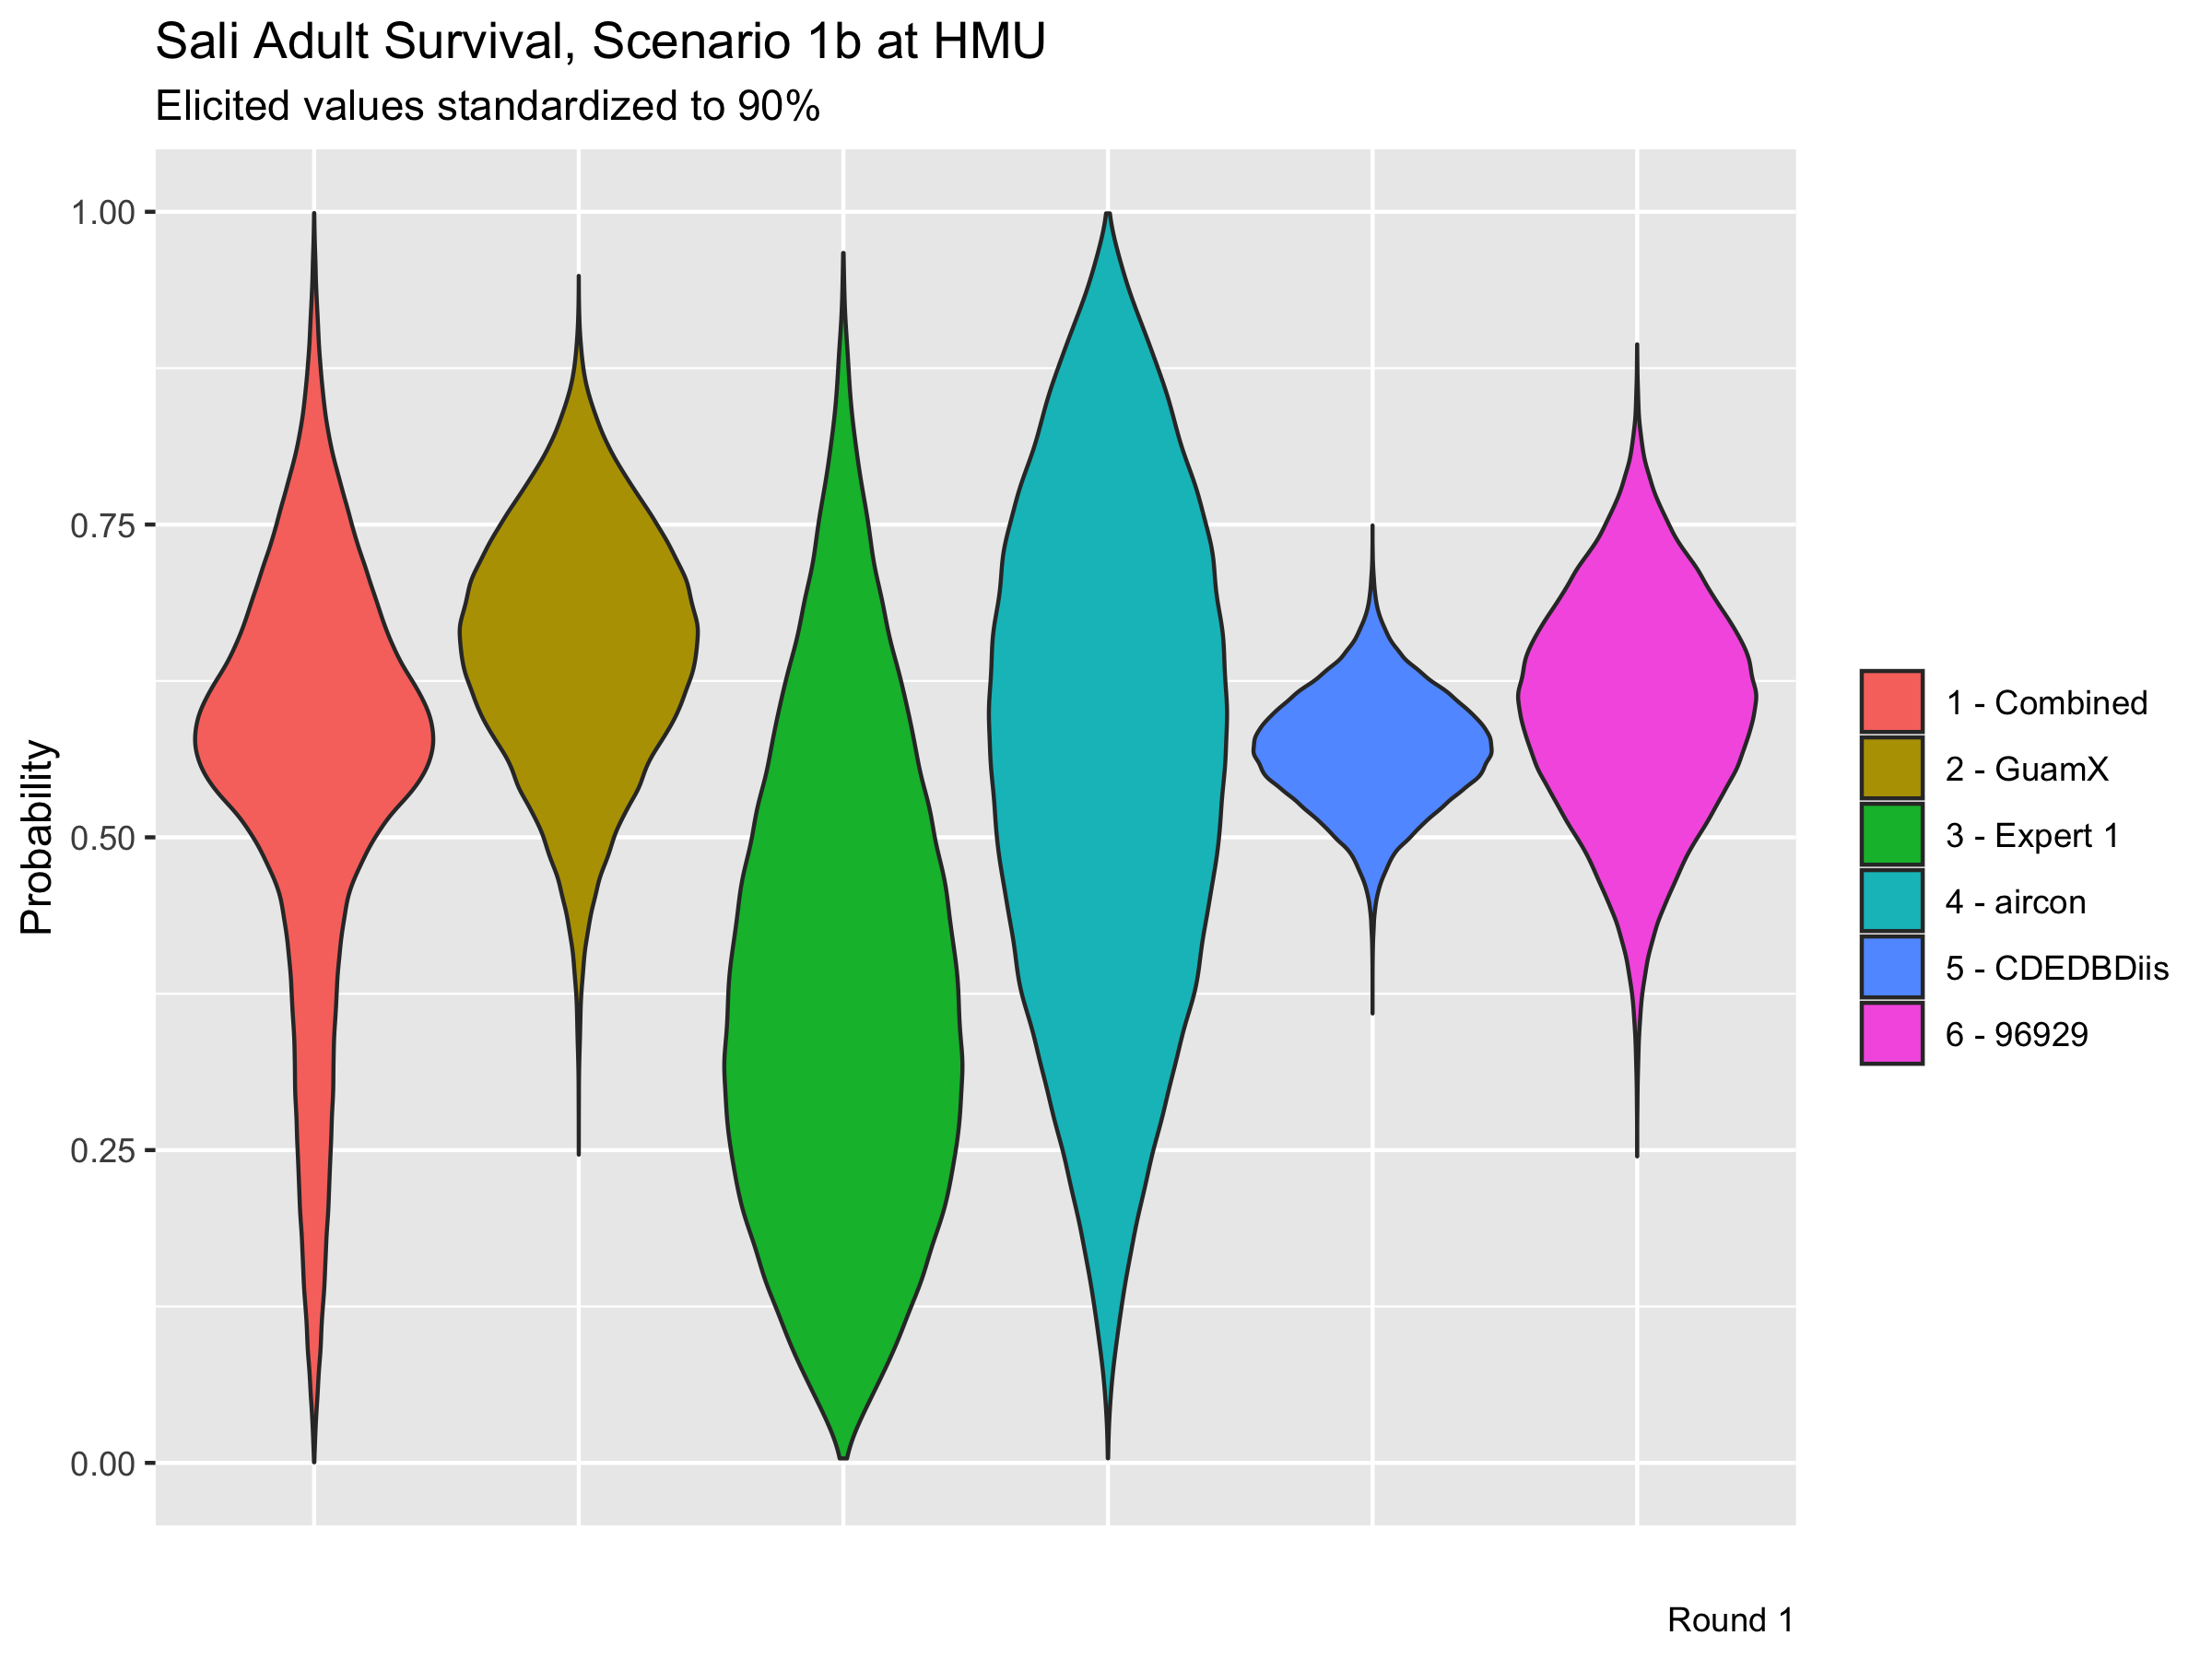 Sali Adult Survival, Scenario 1b at HMU
Elicited values standardized to 90%
Probability
1.00
0.75
0.50
0.25
0.00
1 - Combined
2 - GuamX
3 - Expert 1
4 - aircon
5 - CDEDBDiis
6 - 96929
Round 1